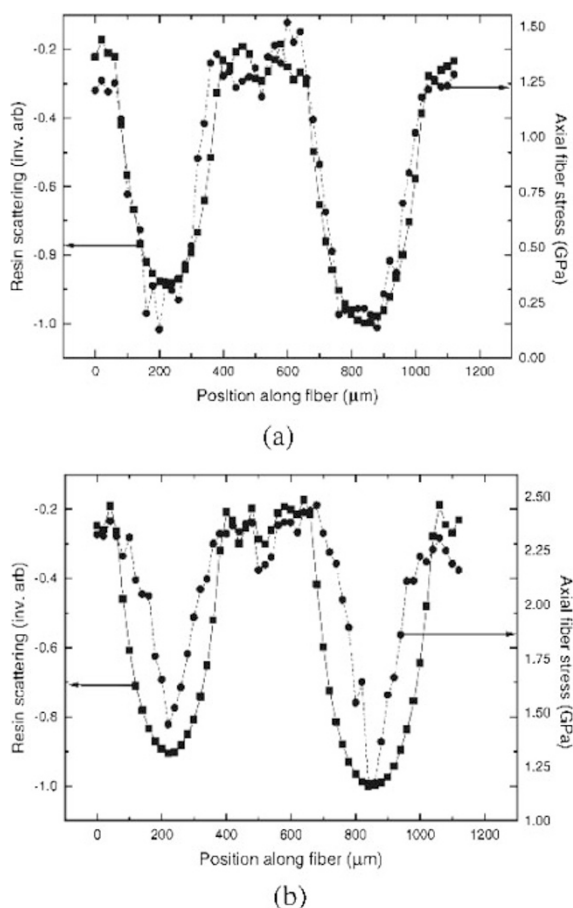 1.50
-0.2
1.25
-0.4
1.00
-0.6
0.75
0.50
-0.8
0.25
-1.0
0.00
0 200 400 600 800 1000 1200
Resin scattering (inv. arb)
Axial fiber stress (GPa)
Position along fiber (μm)
(a)
2.50
-0.2
2.25
-0.4
2.00
-0.6
1.75
1.50
-0.8
1.25
-1.0
1.00
0 200 400 600 800 1000 1200
Resin scattering (inv. arb)
Axial fiber stress (GPa)
Position along fiber (μm)
(b)